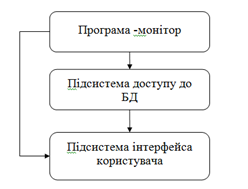 Програма -монітор
Підсистема доступу до
БД
Підсистема інтерфейса
користувача